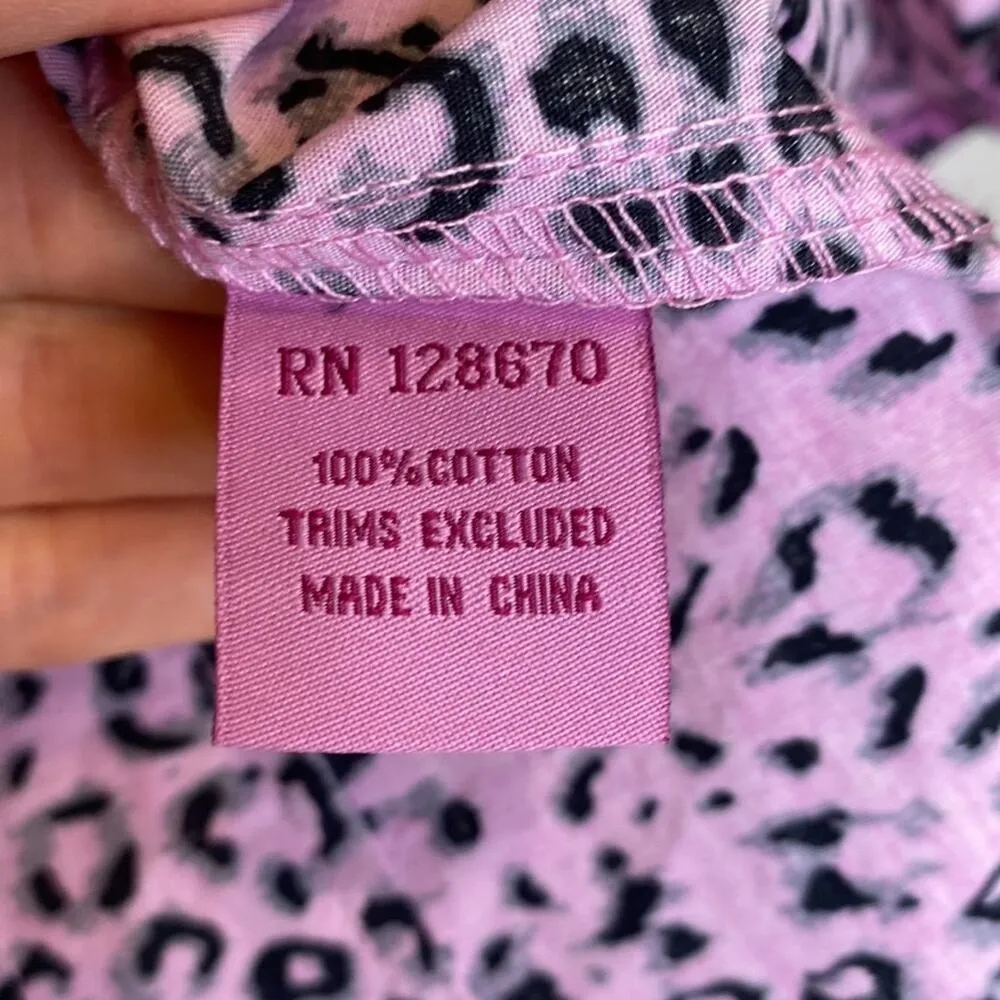 RN 128670
100%COTTON
TRIMS EXCLUDED
MADE IN CHINA